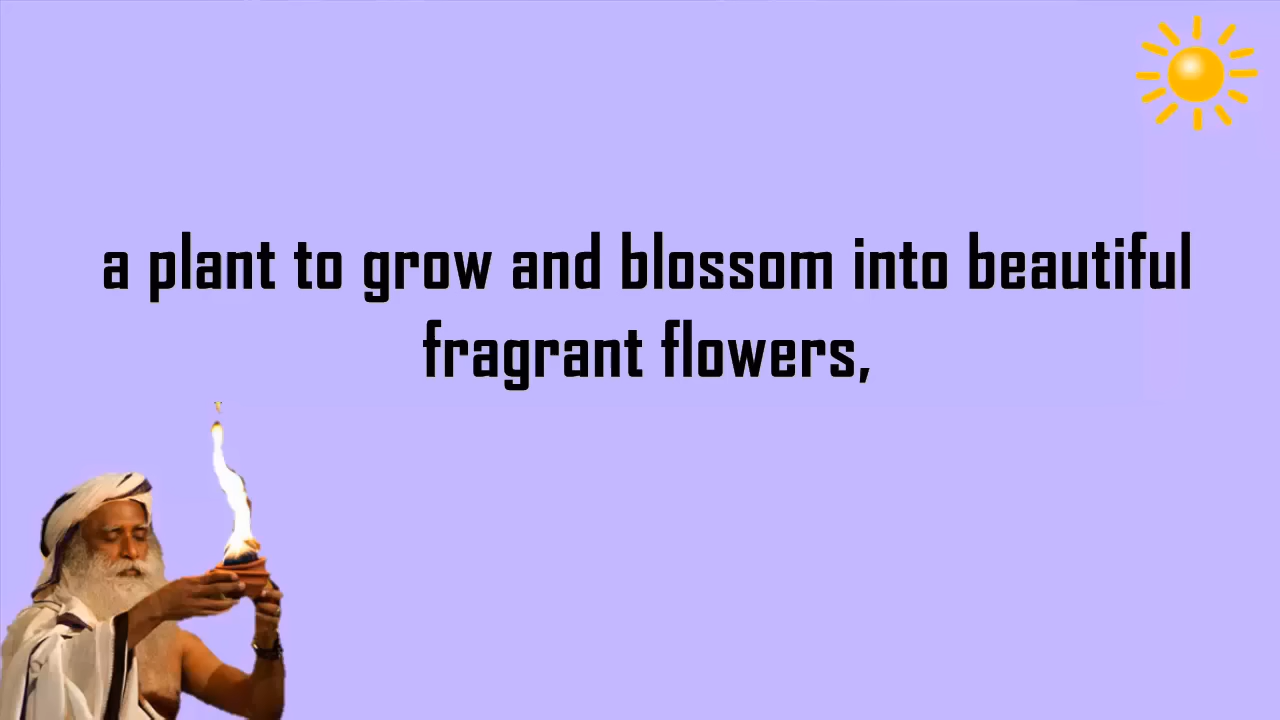 a plant to grow and blossom into beautiful
fragrant flowers,